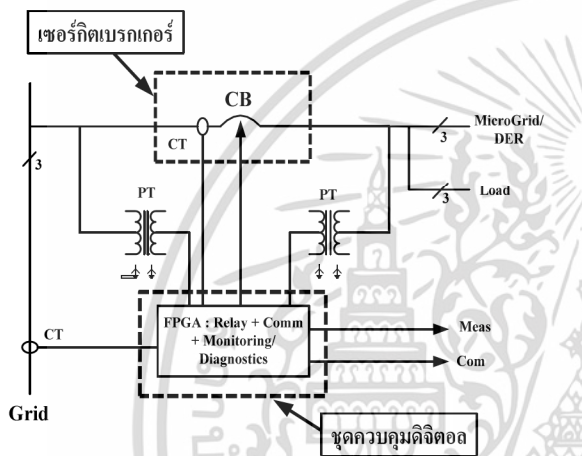 เซอร์กิตเบรกเกอร์
CB
CT
MicroGrid/
DER
3
3
3
Load
PT
PT
CT
FPGA : Relay + Comm
+ Monitoring/
Diagnostics
Meas
Com
Grid
ชุดควบคุมดิจิตอล